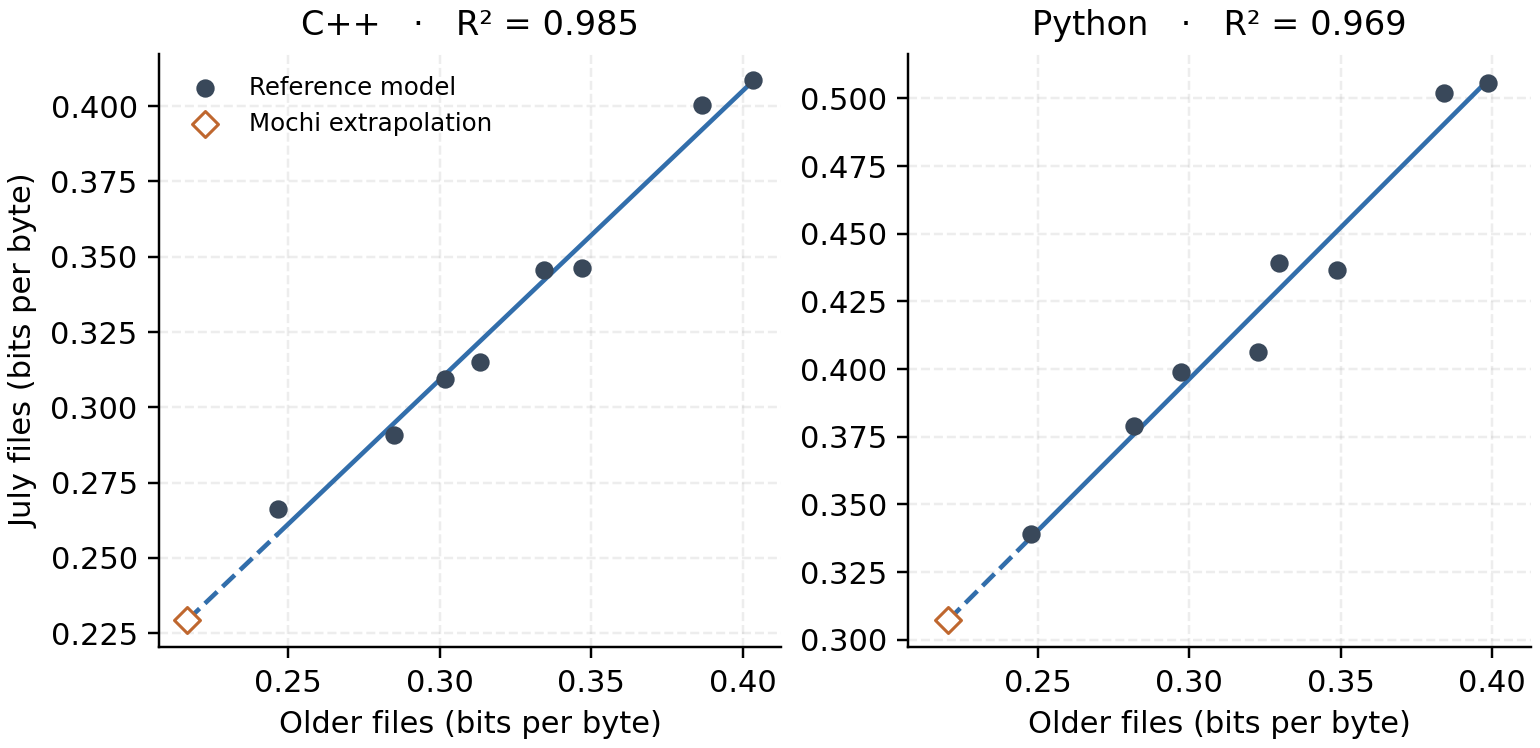 C++ · R² = 0.985
Reference model
Mochi extrapolation
July files (bits per byte)
0.400
0.375
0.350
0.325
0.300
0.275
0.250
0.225
0.25 0.30 0.35 0.40
Older files (bits per byte)
Python · R² = 0.969
0.500
0.475
0.450
0.425
0.400
0.375
0.350
0.325
0.300
0.25 0.30 0.35 0.40
Older files (bits per byte)